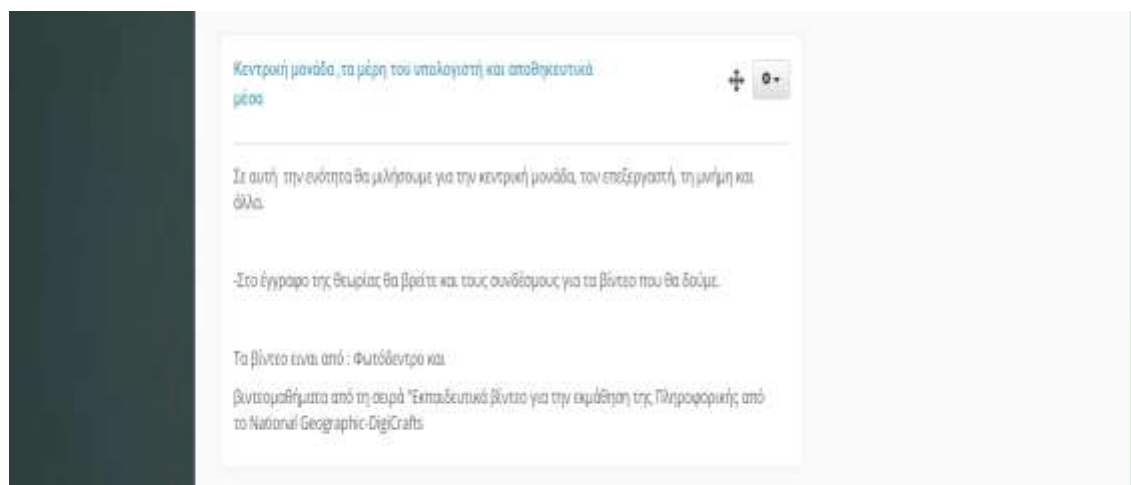 Κεντρική μονάδα ,τα μέρη του υπολογιστή και αποθηκευτικά
μέσα
Σε αυτή την ενότητα θα μιλήσουμε για την κεντρική μονάδα, τον επεξεργαστή, τη μνήμη και
άλλα.
-Στο έγγραφο της θεωρίας θα βρείτε και τους συνδέσμους για τα βίντεο που θα δούμε.
Τα βίντεο ειναι από : Φωτόδεντρο και
βιντεομαθήματα από τη σειρά "Εκπαιδευτικά βίντεο για την εκμάθηση της Πληροφορικής από
το National Geographic-DigiCrafts